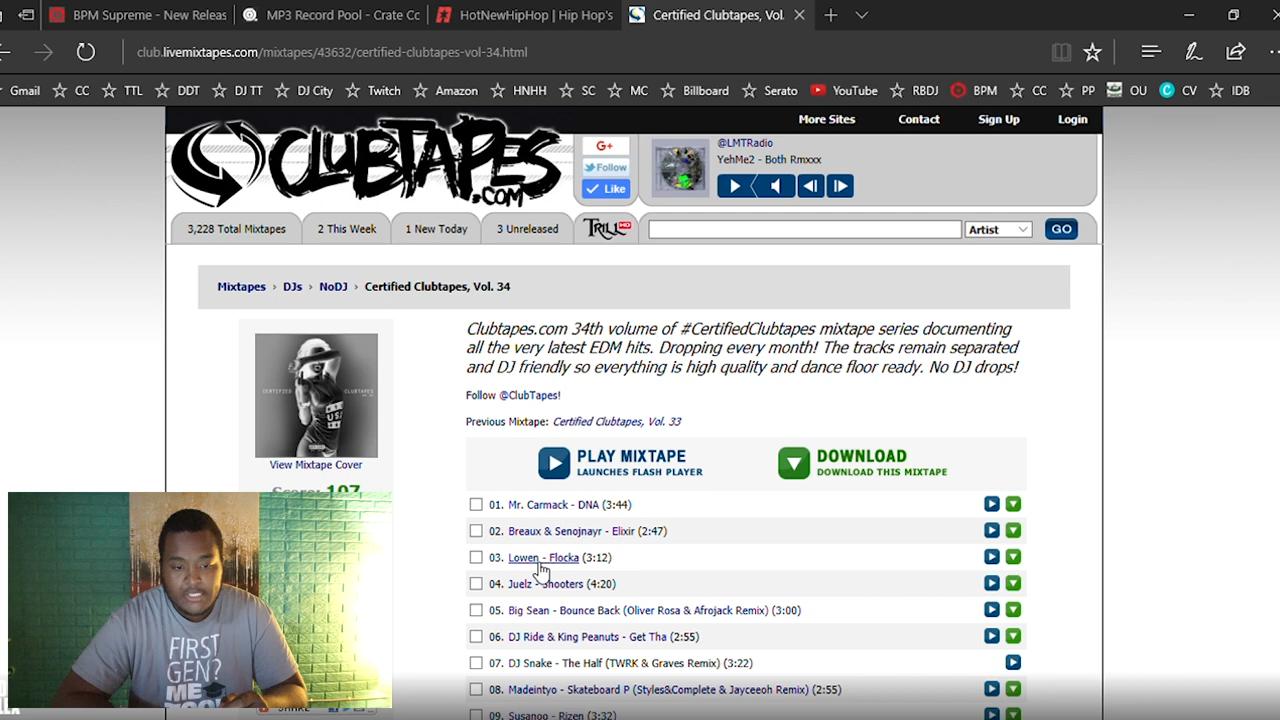 BPM Supreme - New Releas
MP3 Record Pool - Crate Co
HotNewHipHop | Hip Hop's
Certified Clubtapes, Vol.
club.livemixtapes.com/mixtapes/43632/certified-clubtapes-vol-34.html
Gmail CC TTL DDT DJ TT DJ City Twitch Amazon HNHH SC MC Billboard Serato YouTube RBDJ BPM CC PP OU CV IDB
More Sites Contact Sign Up Login
CLUBTAPES .COM
G+
Follow
Like
@LMTRadio
YehMe2 - Both Rmxxx
3,228 Total Mixtapes 2 This Week 1 New Today 3 Unreleased TRILL HD Artist GO
Mixtapes › DJs › NoDJ › Certified Clubtapes, Vol. 34
CERTIFIED CLUBTAPES
USA
View Mixtape Cover
Score: 107
Clubtapes.com 34th volume of #CertifiedClubtapes mixtape series documenting
all the very latest EDM hits. Dropping every month! The tracks remain separated
and DJ friendly so everything is high quality and dance floor ready. No DJ drops!
Follow @ClubTapes!
Previous Mixtape: Certified Clubtapes, Vol. 33
PLAY MIXTAPE
LAUNCHES FLASH PLAYER
DOWNLOAD
DOWNLOAD THIS MIXTAPE
01. Mr. Carmack - DNA (3:44)
02. Breaux & Senojnayr - Elixir (2:47)
03. Lowen - Flocka (3:12)
04. Juelz - Shooters (4:20)
05. Big Sean - Bounce Back (Oliver Rosa & Afrojack Remix) (3:00)
06. DJ Ride & King Peanuts - Get Tha (2:55)
07. DJ Snake - The Half (TWRK & Graves Remix) (3:22)
08. Madeintyo - Skateboard P (Styles&Complete & Jayceeoh Remix) (2:55)
09. Susanoo - Rizen (3:32)
FIRST
GEN?
ME